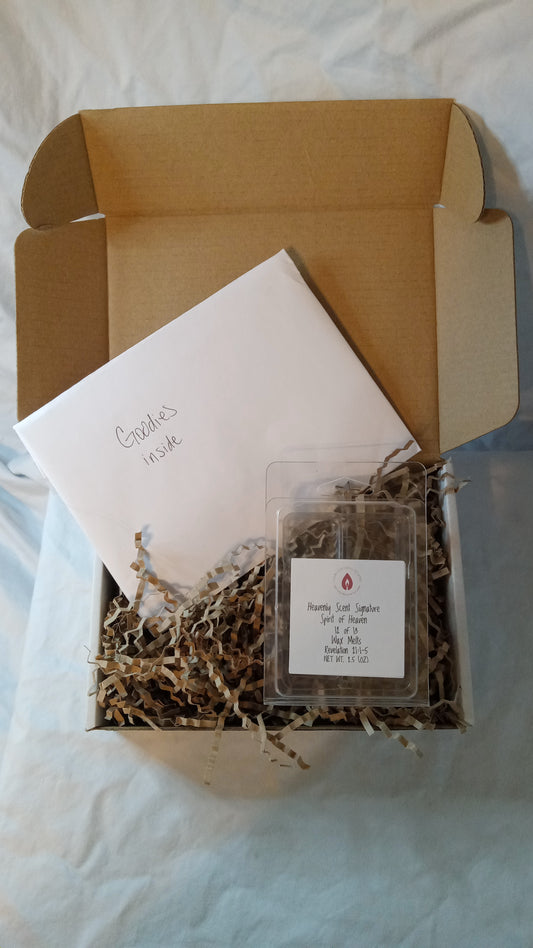 Goodies
inside
Heavenly Scent Signature
Spirit of Heaven
12 of 13
Wax Melts
Revelation 21:1-5
NET WT. 2.5 (OZ)